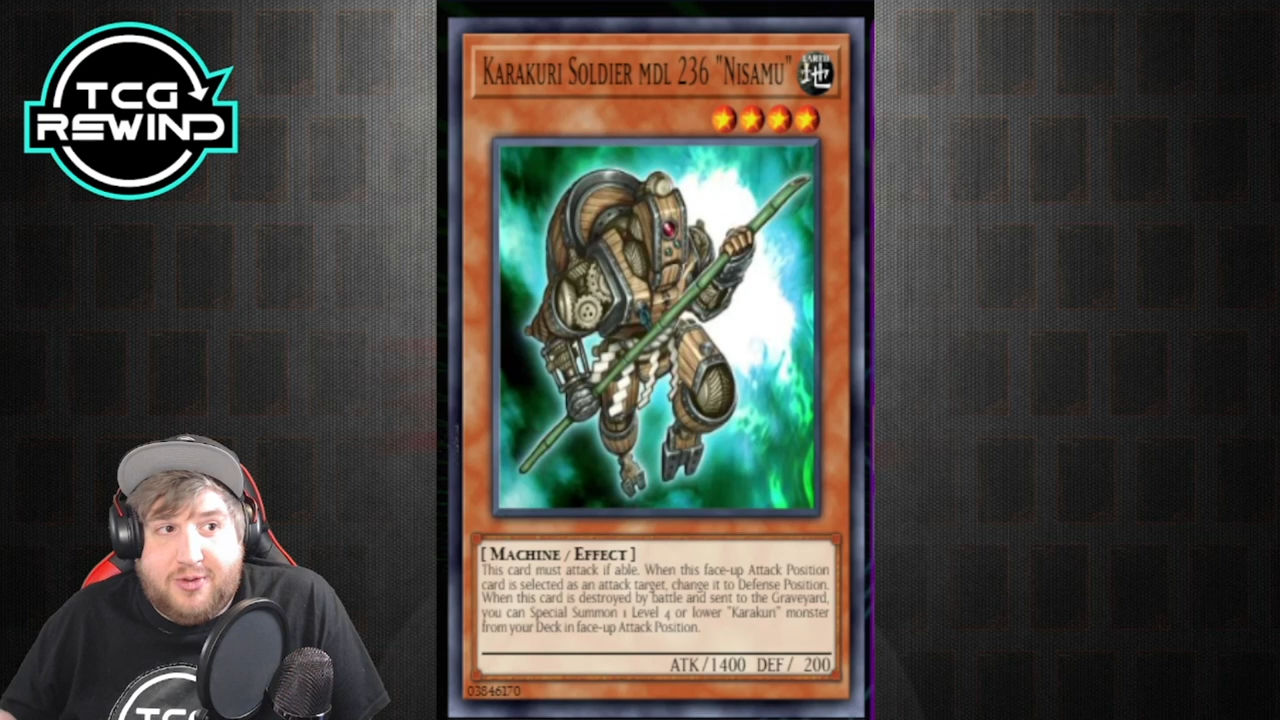 TCG
REWIND
KARAKURI SOLDIER MDL 236 "NISAMU"
EARTH
地
[ MACHINE / EFFECT ]
This card must attack if able. When this face-up Attack Position
card is selected as an attack target, change it to Defense Position.
When this card is destroyed by battle and sent to the Graveyard,
you can Special Summon 1 Level 4 or lower "Karakuri" monster
from your Deck in face-up Attack Position.
ATK/1400 DEF/ 200
03846170
TC